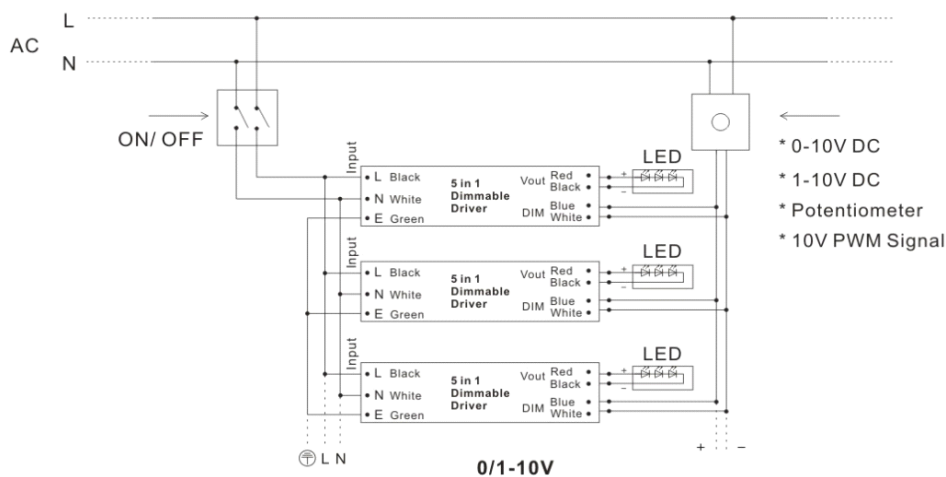 L
AC
N
ON/ OFF
* 0-10V DC
* 1-10V DC
* Potentiometer
* 10V PWM Signal
Input
L Black
N White
E Green
5 in 1
Dimmable
Driver
Vout Red
Black
DIM Blue
White
LED
+
−
Input
L Black
N White
E Green
5 in 1
Dimmable
Driver
Vout Red
Black
DIM Blue
White
LED
+
−
Input
L Black
N White
E Green
5 in 1
Dimmable
Driver
Vout Red
Black
DIM Blue
White
LED
+
−
L N
+ −
0/1-10V